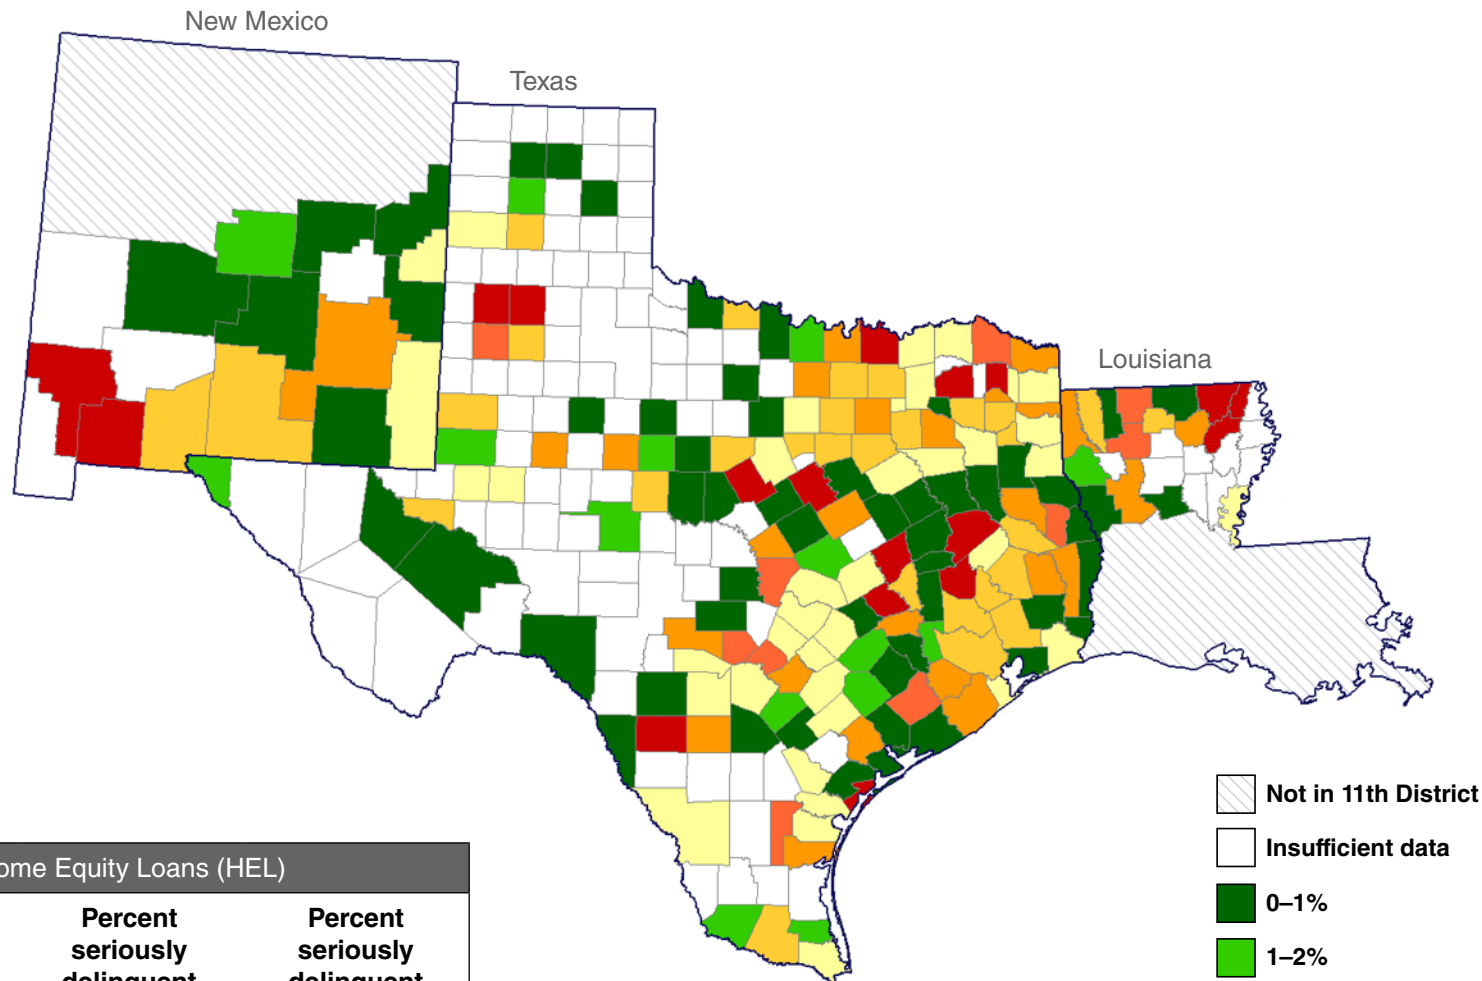 New Mexico
Texas
Louisiana
Not in 11th District
Insufficient data
0–1%
1–2%
Equity Loans (HEL)
Percent
seriously
Percent
seriously